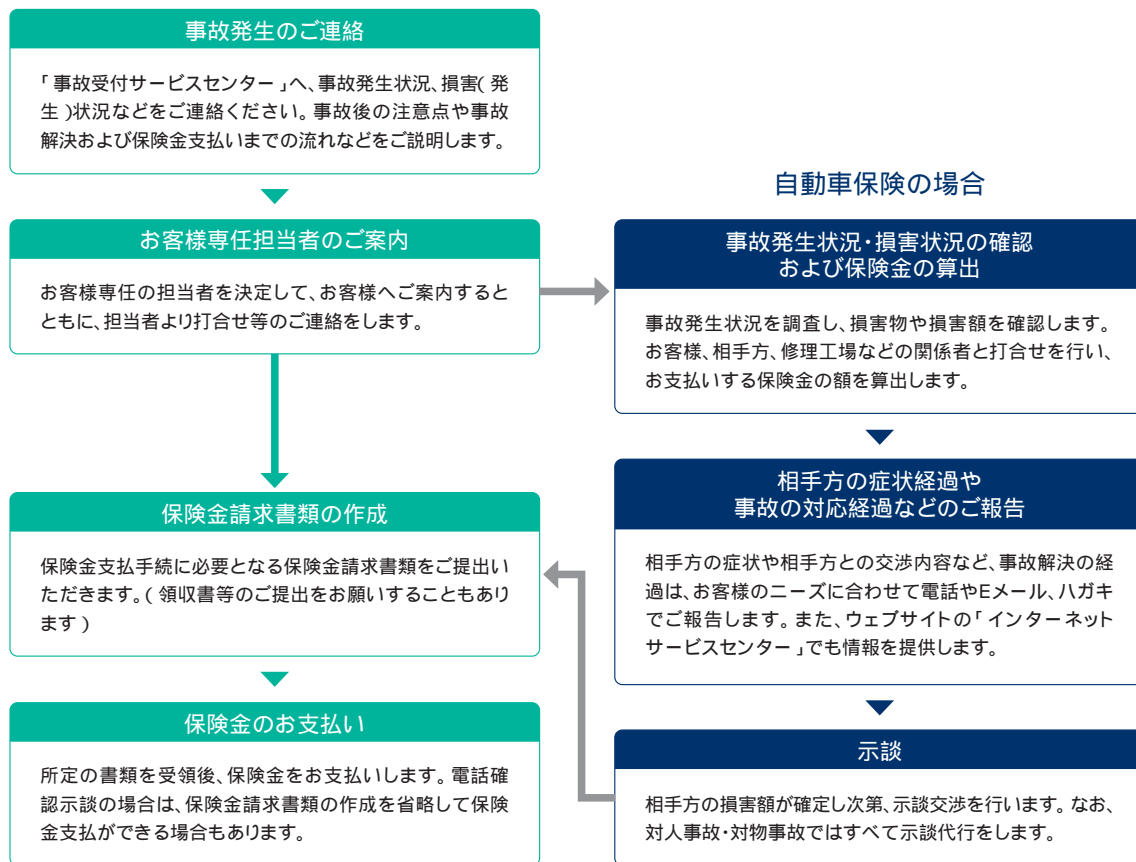 事故発生のご連絡
「事故受付サービスセンター」へ、事故発生状況、損害(発
生)状況などをご連絡ください。事故後の注意点や事故
解決および保険金支払いまでの流れなどをご説明します。
お客様専任担当者のご案内
お客様専任の担当者を決定して、お客様へご案内すると
ともに、担当者より打合せ等のご連絡をします。
自動車保険の場合
事故発生状況・損害状況の確認
および保険金の算出
事故発生状況を調査し、損害物や損害額を確認します。
お客様、相手方、修理工場などの関係者と打合せを行い、
お支払いする保険金の額を算出します。
相手方の症状経過や
事故の対応経過などのご報告
相手方の症状や相手方との交渉内容など、事故解決の経
過は、お客様のニーズに合わせて電話やEメール、ハガキ
でご報告します。また、ウェブサイトの「インターネット
サービスセンター」でも情報を提供します。
示談
相手方の損害額が確定し次第、示談交渉を行います。なお、
対人事故・対物事故ではすべて示談代行をします。
保険金請求書類の作成
保険金支払手続に必要となる保険金請求書類をご提出い
ただきます。(領収書等のご提出をお願いすることもあり
ます)
保険金のお支払い
所定の書類を受領後、保険金をお支払いします。電話確
認示談の場合は、保険金請求書類の作成を省略して保険
金支払ができる場合もあります。